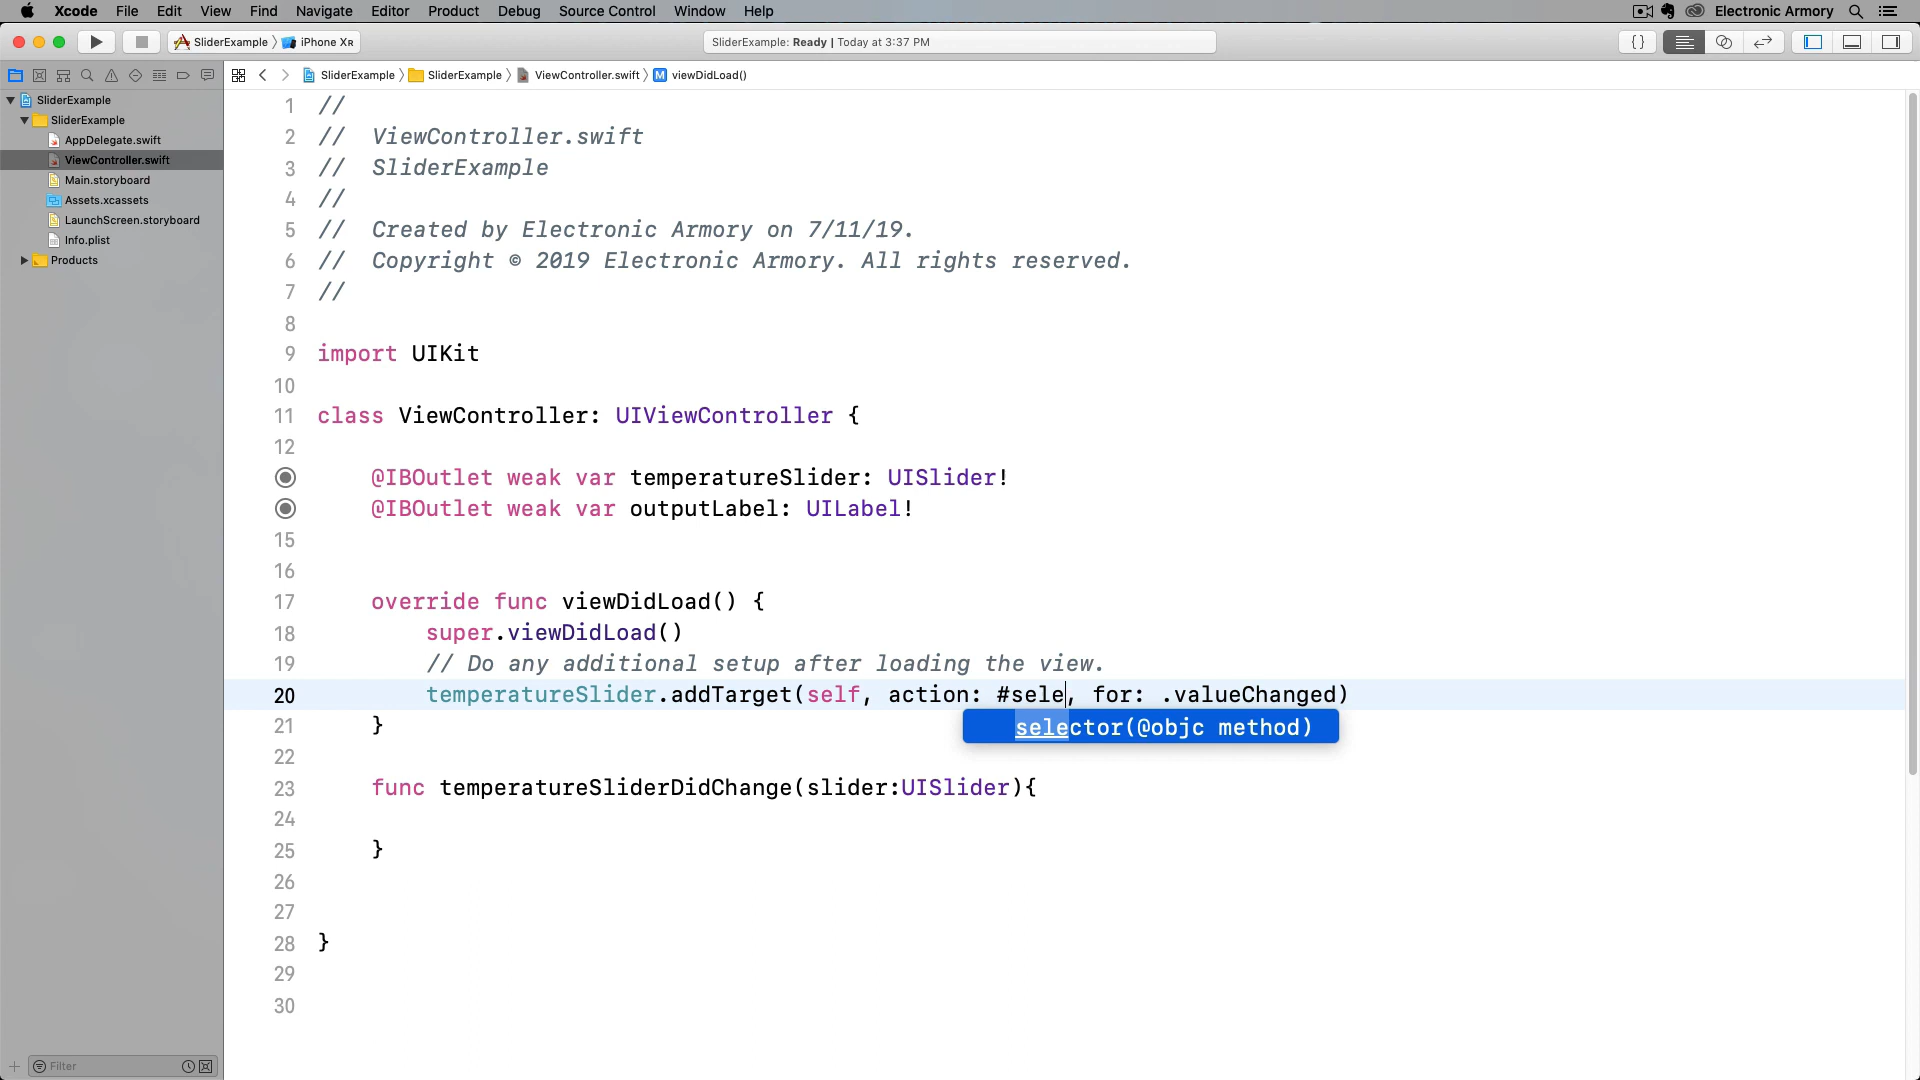 Xcode File Edit View Find Navigate Editor Product Debug Source Control Window Help Electronic Armory
SliderExample iPhone XR SliderExample: Ready | Today at 3:37 PM {}
SliderExample SliderExample ViewController.swift M viewDidLoad()
SliderExample
SliderExample
AppDelegate.swift
ViewController.swift
Main.storyboard
Assets.xcassets
LaunchScreen.storyboard
Info.plist
Products
Filter
1 //
2 // ViewController.swift
3 // SliderExample
4 //
5 // Created by Electronic Armory on 7/11/19.
6 // Copyright © 2019 Electronic Armory. All rights reserved.
7 //
8
9 import UIKit
10
11 class ViewController: UIViewController {
12
@IBOutlet weak var temperatureSlider: UISlider!
@IBOutlet weak var outputLabel: UILabel!
15
16
17 override func viewDidLoad() {
18 super.viewDidLoad()
19 // Do any additional setup after loading the view.
20 temperatureSlider.addTarget(self, action: #sele, for: .valueChanged)
selector(@objc method)
21 }
22
23 func temperatureSliderDidChange(slider:UISlider){
24
25 }
26
27
28 }
29
30